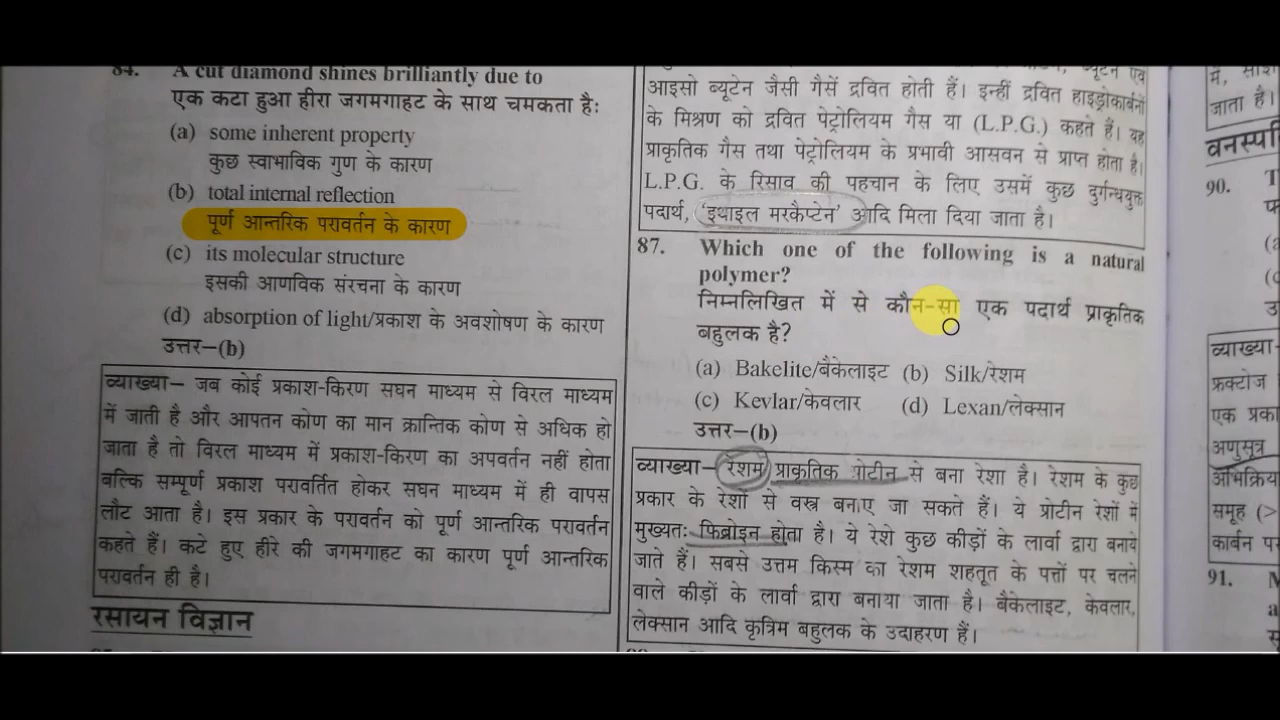 84. A cut diamond shines brilliantly due to
एक कटा हुआ हीरा जगमगाहट के साथ चमकता हैः
(a) some inherent property
कुछ स्वाभाविक गुण के कारण
(b) total internal reflection
पूर्ण आन्तरिक परावर्तन के कारण
(c) its molecular structure
इसकी आणविक संरचना के कारण
(d) absorption of light/प्रकाश के अवशोषण के कारण
उत्तर–(b)
व्याख्या– जब कोई प्रकाश-किरण सघन माध्यम से विरल माध्यम
में जाती है और आपतन कोण का मान क्रान्तिक कोण से अधिक हो
जाता है तो विरल माध्यम में प्रकाश-किरण का अपवर्तन नहीं होता
बल्कि सम्पूर्ण प्रकाश परावर्तित होकर सघन माध्यम में ही वापस
लौट आता है। इस प्रकार के परावर्तन को पूर्ण आन्तरिक परावर्तन
कहते हैं। कटे हुए हीरे की जगमगाहट का कारण पूर्ण आन्तरिक
परावर्तन ही है।
रसायन विज्ञान
ब्यूटेन एवं
आइसो ब्यूटेन जैसी गैसें द्रवित होती हैं। इन्हीं द्रवित हाइड्रोकार्बनों
के मिश्रण को द्रवित पेट्रोलियम गैस या (L.P.G.) कहते हैं। यह
प्राकृतिक गैस तथा पेट्रोलियम के प्रभावी आसवन से प्राप्त होता है।
L.P.G. के रिसाव की पहचान के लिए उसमें कुछ दुर्गन्धयुक्त
पदार्थ, 'इथाइल मरकैप्टेन' आदि मिला दिया जाता है।
87. Which one of the following is a natural
polymer?
निम्नलिखित में से कौन-सा एक पदार्थ प्राकृतिक
बहुलक है?
(a) Bakelite/बैकेलाइट (b) Silk/रेशम
(c) Kevlar/केवलार (d) Lexan/लेक्सान
उत्तर–(b)
व्याख्या– रेशम प्राकृतिक प्रोटीन से बना रेशा है। रेशम के कुछ
प्रकार के रेशों से वस्त्र बनाए जा सकते हैं। ये प्रोटीन रेशों में
मुख्यतः फिब्रोइन होता है। ये रेशे कुछ कीड़ों के लार्वा द्वारा बनाये
जाते हैं। सबसे उत्तम किस्म का रेशम शहतूत के पत्तों पर चलने
वाले कीड़ों के लार्वा द्वारा बनाया जाता है। बैकेलाइट, केवलार,
लेक्सान आदि कृत्रिम बहुलक के उदाहरण हैं।
में,
जाता है।
90.
व्याख्या–
फ्रक्टोज
एक
अणुसूत्र
समूह (>
कार्बन
91.